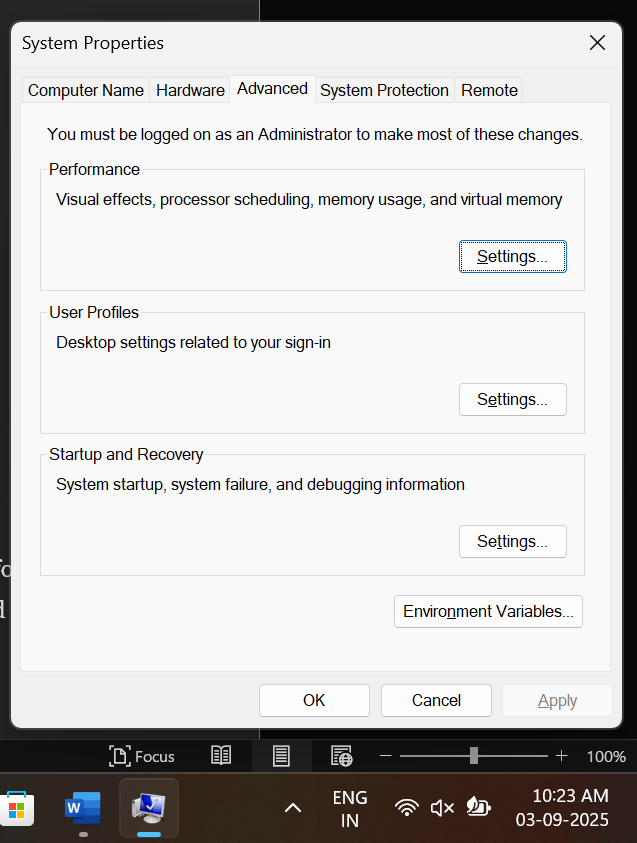 System Properties
Computer Name Hardware Advanced System Protection Remote
You must be logged on as an Administrator to make most of these changes.
Performance
Visual effects, processor scheduling, memory usage, and virtual memory
Settings...
User Profiles
Desktop settings related to your sign-in
Settings...
Startup and Recovery
System startup, system failure, and debugging information
Settings...
Environment Variables...
OK Cancel Apply
Focus 100%
W
ENG 10:23 AM
IN 03-09-2025